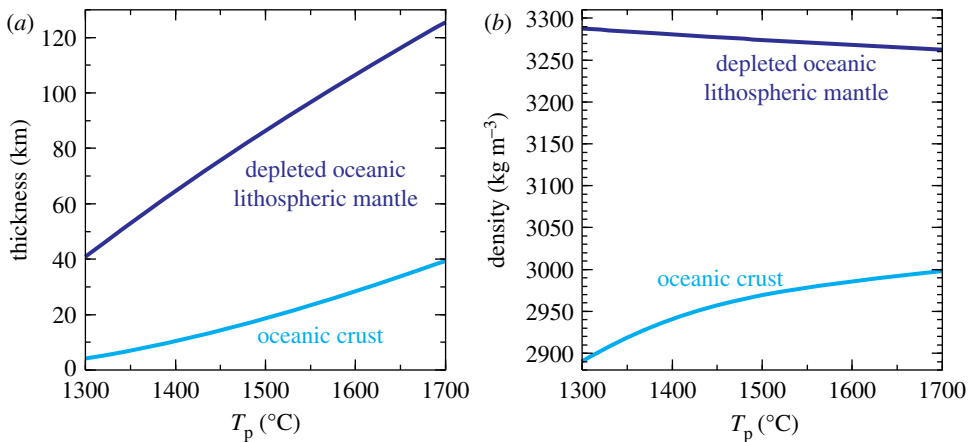 (a)
120
100
80
60
40
20
0
thickness (km)
depleted oceanic
lithospheric mantle
oceanic crust
1300 1400 1500 1600 1700
Tp (°C)
(b)
3300
3250
3200
3150
3100
3050
3000
2950
2900
density (kg m−3)
depleted oceanic
lithospheric mantle
oceanic crust
1300 1400 1500 1600 1700
Tp (°C)